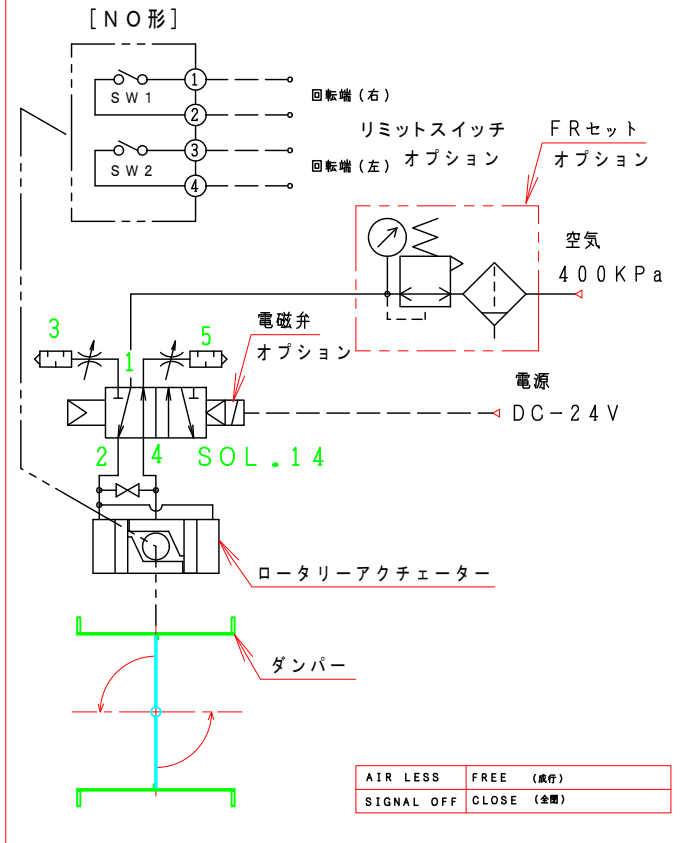 [NO形]
1
SW1
2
回転端(右)
3
SW2
4
回転端(左)
リミットスイッチ
オプション
FRセット
オプション
空気
400KPa
3
1
5
電磁弁
オプション
電源
DC-24V
2
4
SOL.14
ロータリーアクチェーター
ダンパー
AIR LESS FREE (成行)
SIGNAL OFF CLOSE (全閉)